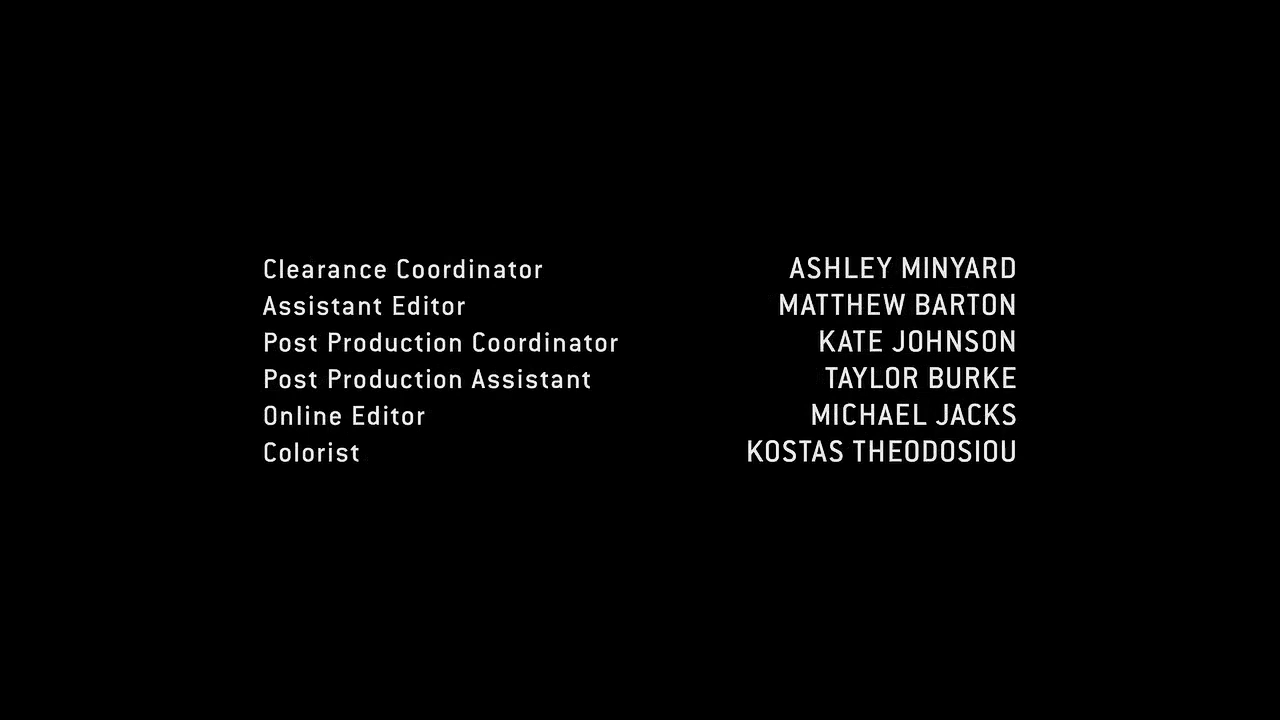 Clearance Coordinator ASHLEY MINYARD
Assistant Editor MATTHEW BARTON
Post Production Coordinator KATE JOHNSON
Post Production Assistant TAYLOR BURKE
Online Editor MICHAEL JACKS
Colorist KOSTAS THEODOSIOU